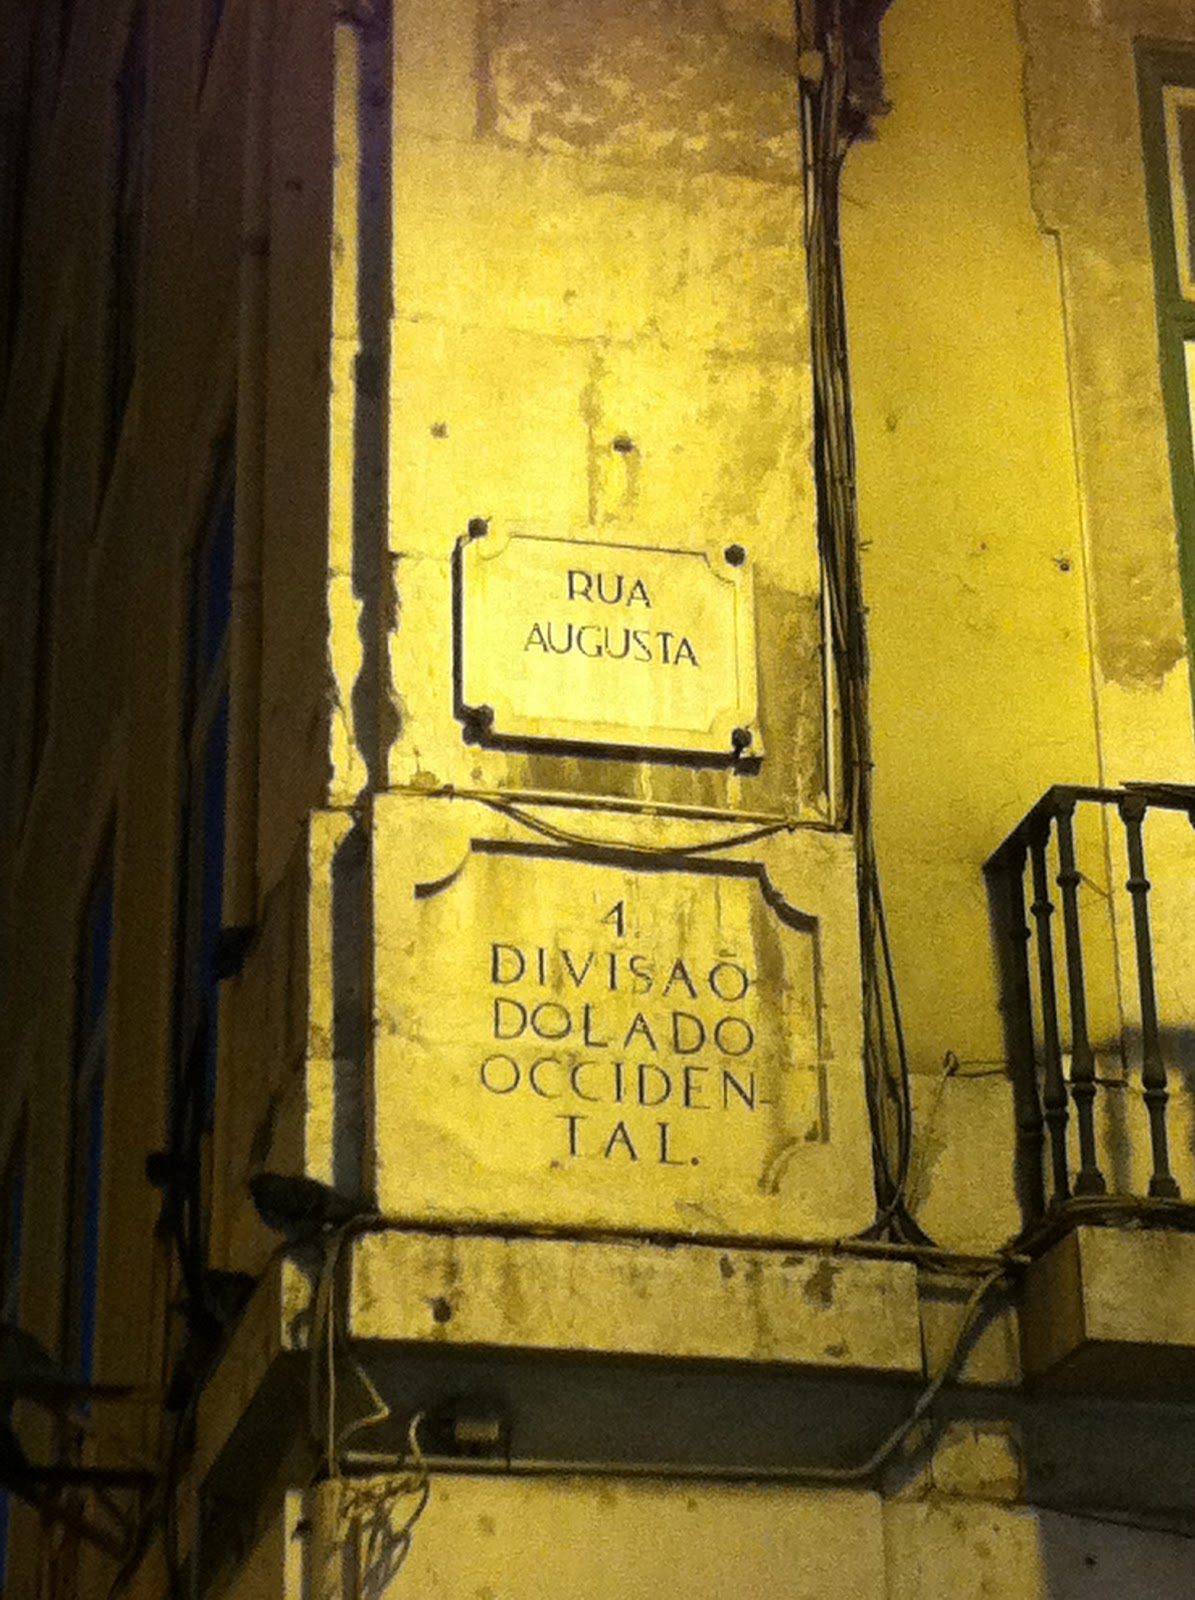 RUA
AUGUSTA
4.
DIVISAÕ
DOLADO
OCCIDEN-
TAL.